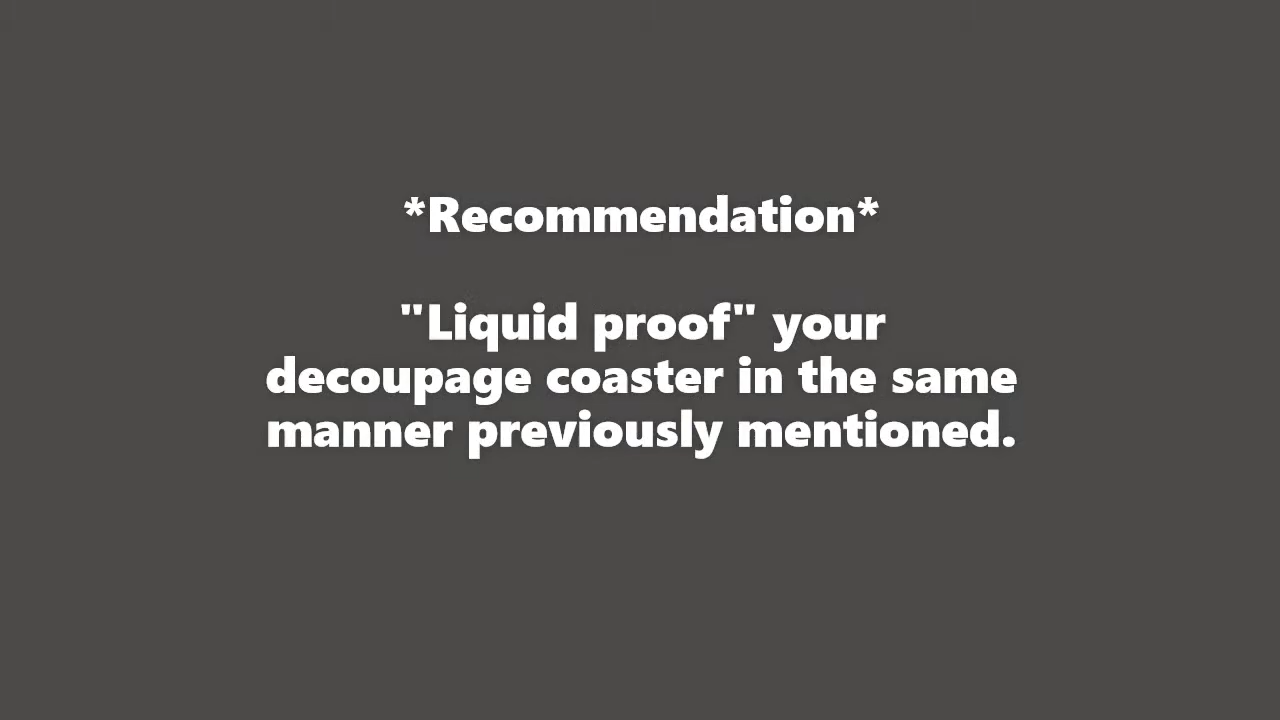 *Recommendation*
"Liquid proof" your
decoupage coaster in the same
manner previously mentioned.